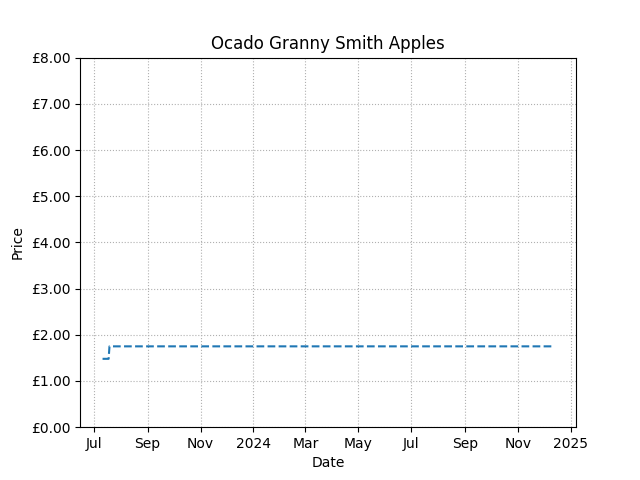 Ocado Granny Smith Apples
£8.00
£7.00
£6.00
£5.00
£4.00
£3.00
£2.00
£1.00
£0.00
Price
Jul Sep Nov 2024 Mar May Jul Sep Nov 2025
Date